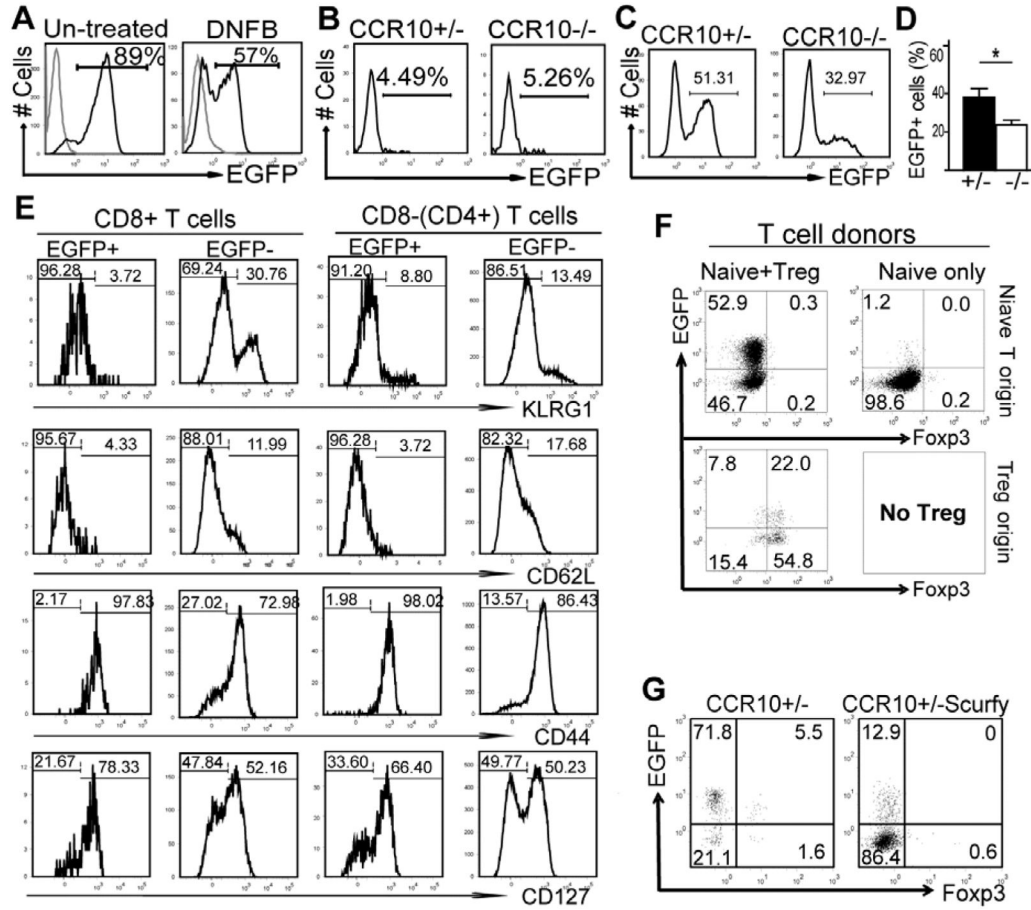 A
Un-treated
DNFB
89%
57%
# Cells
EGFP
B
CCR10+/-
CCR10-/-
4.49%
5.26%
# Cells
EGFP
C
CCR10+/-
CCR10-/-
51.31
32.97
# Cells
EGFP
D
EGFP+ cells (%)
60
40
20
*
+/-
-/-
E
CD8+ T cells
CD8-(CD4+) T cells
EGFP+
EGFP-
EGFP+
EGFP-
96.28 3.72
69.24 30.76
91.20 8.80
86.51 13.49
KLRG1
95.67 4.33
88.01 11.99
96.28 3.72
82.32 17.68
CD62L
2.17 97.83
27.02 72.98
1.98 98.02
13.57 86.43
CD44
21.67 78.33
47.84 52.16
33.60 66.40
49.77 50.23
CD127
F
T cell donors
Naive+Treg
Naive only
EGFP
52.9 0.3
46.7 0.2
1.2 0.0
98.6 0.2
Foxp3
Niave T origin
7.8 22.0
15.4 54.8
No Treg
Foxp3
Treg origin
G
CCR10+/-
CCR10+/-Scurfy
EGFP
71.8 5.5
21.1 1.6
12.9 0
86.4 0.6
Foxp3